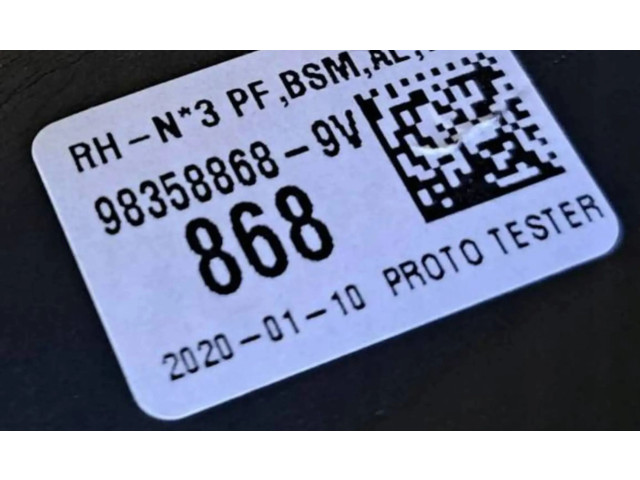 RH-N*3 PF,BSM,AL,
98358868-9V
868
2020-01-10 PROTO TESTER